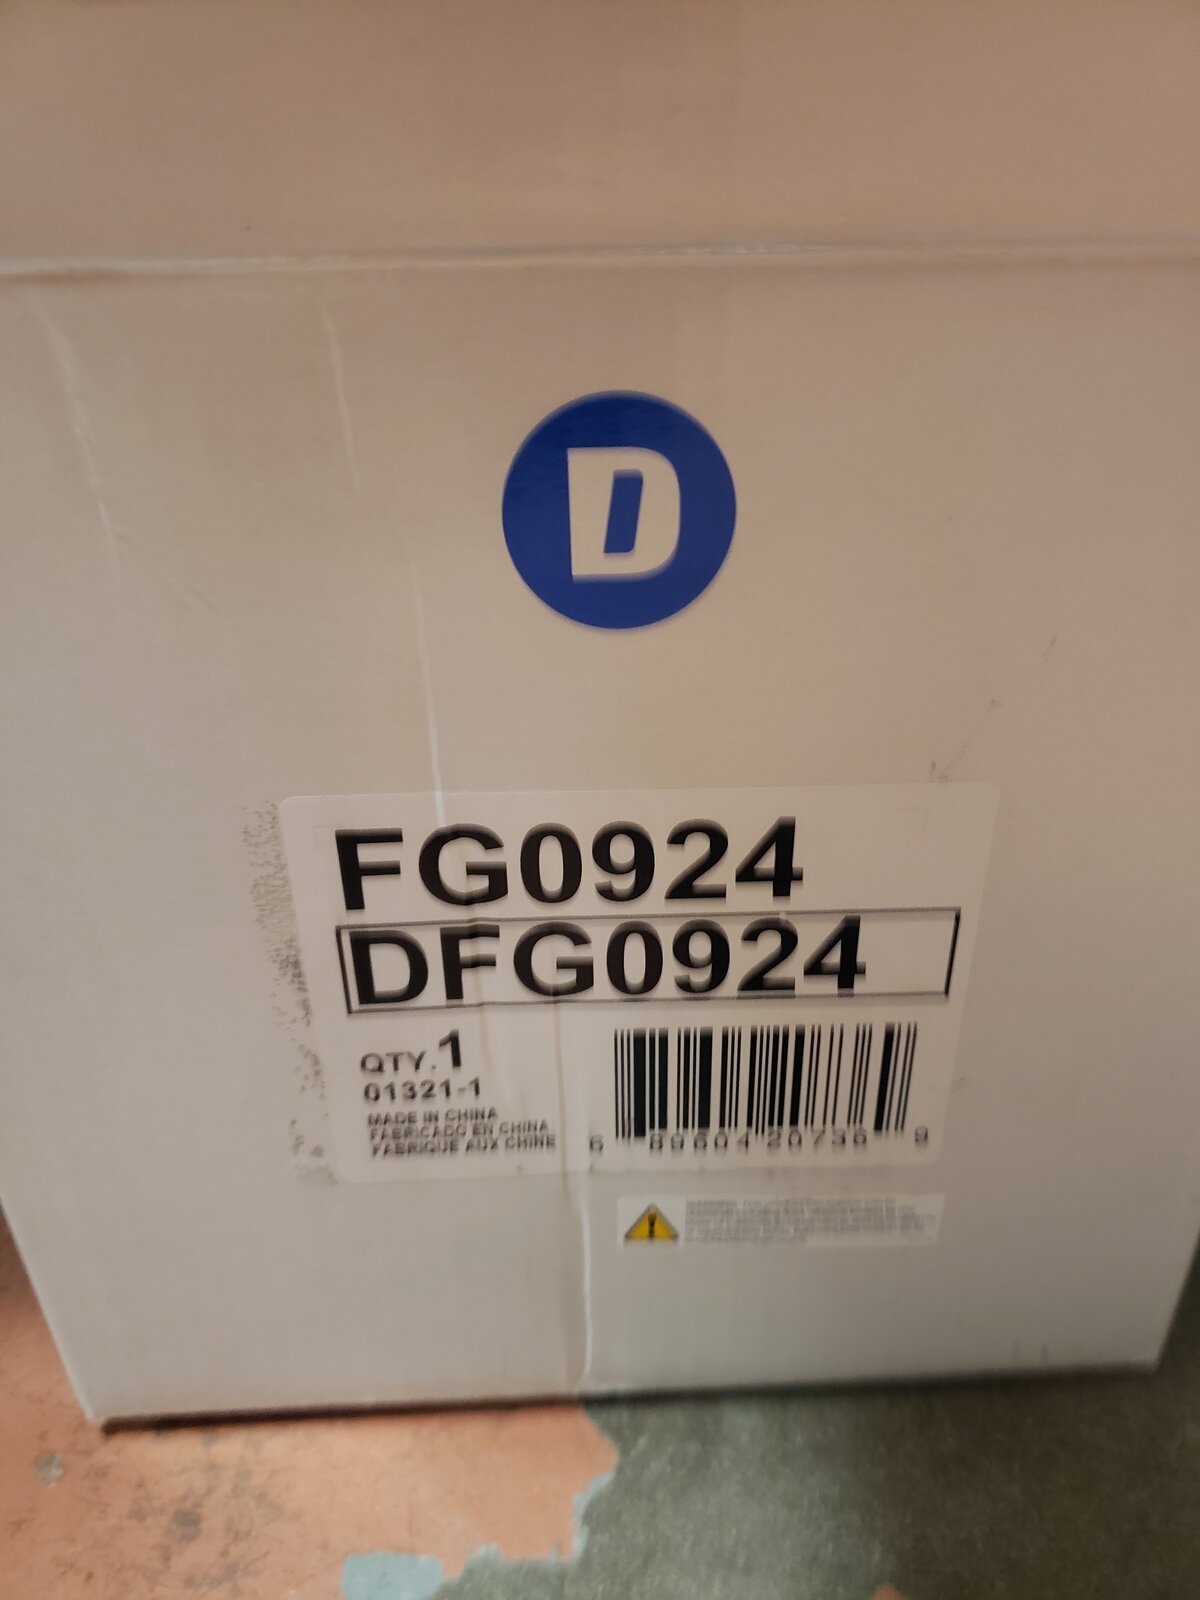 D
FG0924
DFG0924
QTY.1
01321-1
MADE IN CHINA
FABRICADO EN CHINA
FABRIQUE AUX CHINE
6 89604 20736 9